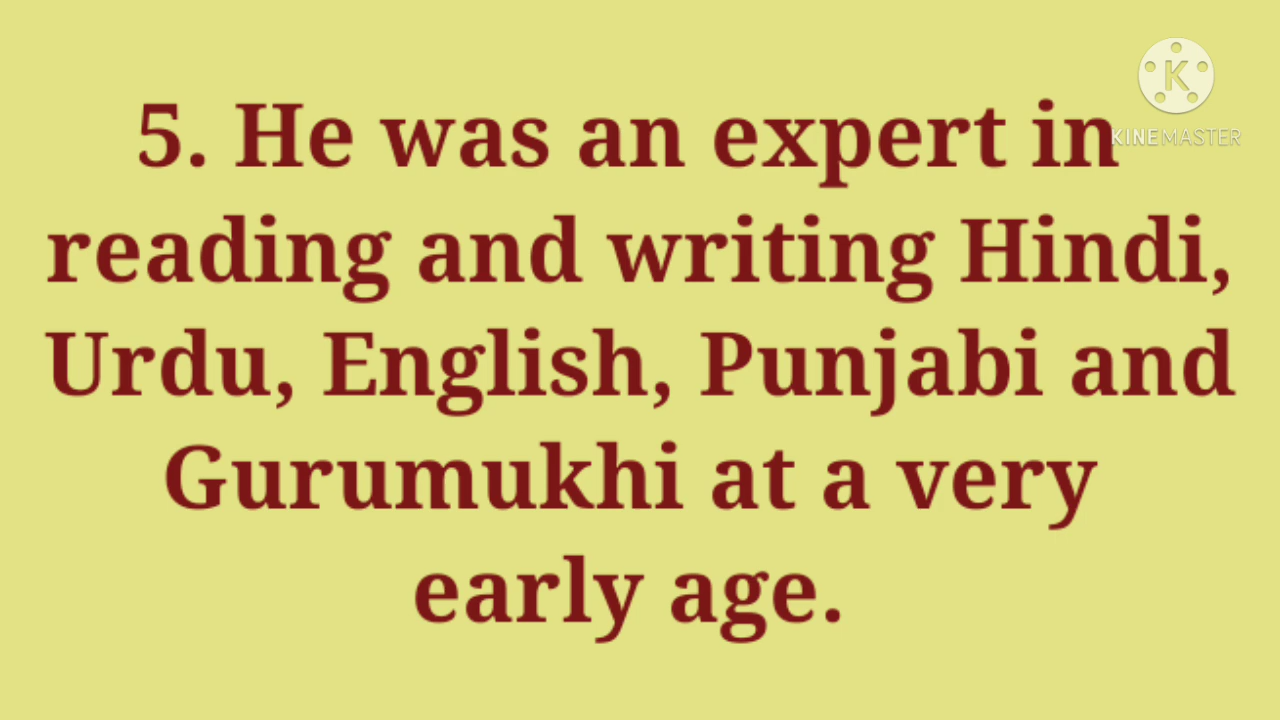 5. He was an expert in
reading and writing Hindi,
Urdu, English, Punjabi and
Gurumukhi at a very
early age.
K
KINEMASTER